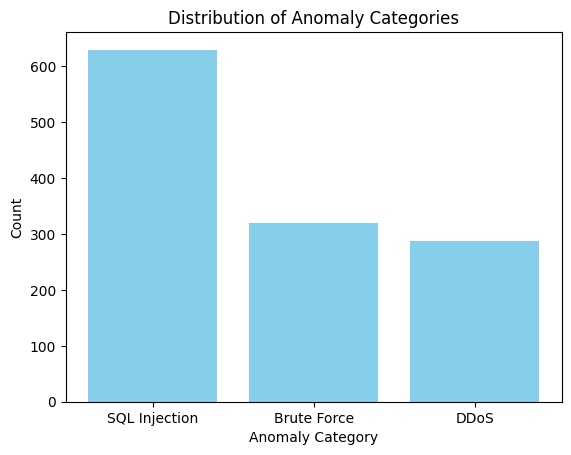 Distribution of Anomaly Categories
600
500
400
300
200
100
0
Count
SQL Injection
Brute Force
DDoS
Anomaly Category